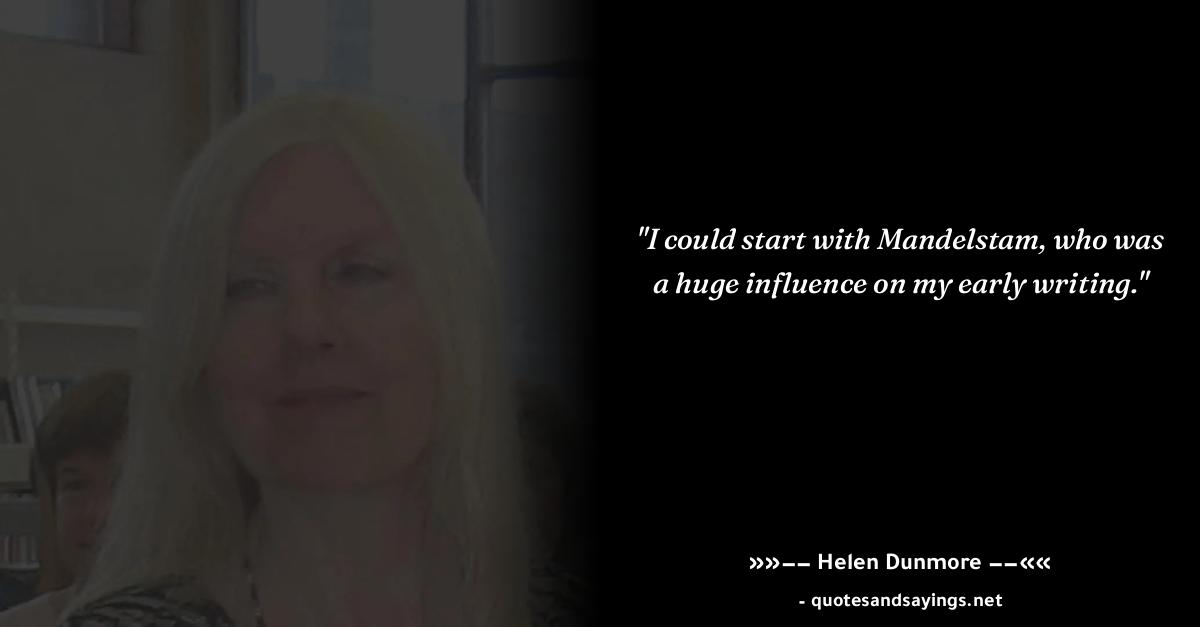 "I could start with Mandelstam, who was
a huge influence on my early writing."
»»–– Helen Dunmore ––««
- quotesandsayings.net